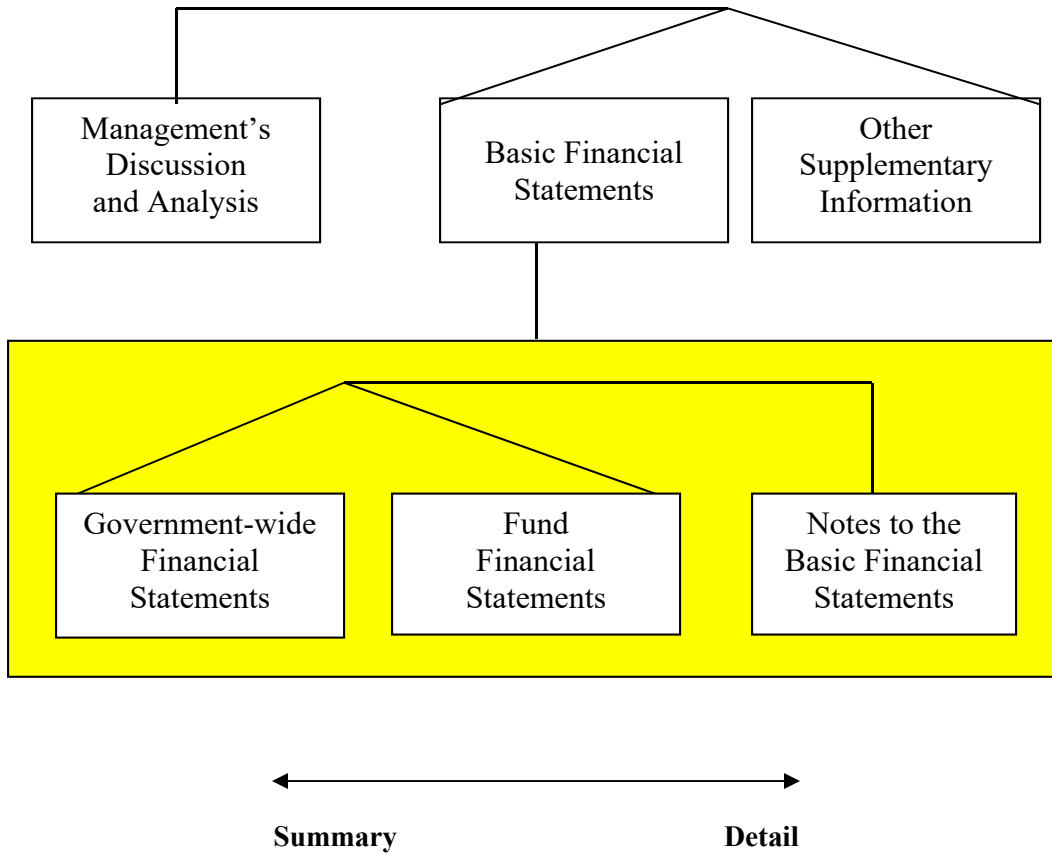 Management’s
Discussion
and Analysis
Basic Financial
Statements
Other
Supplementary
Information
Government-wide
Financial
Statements
Fund
Financial
Statements
Notes to the
Basic Financial
Statements
Summary
Detail